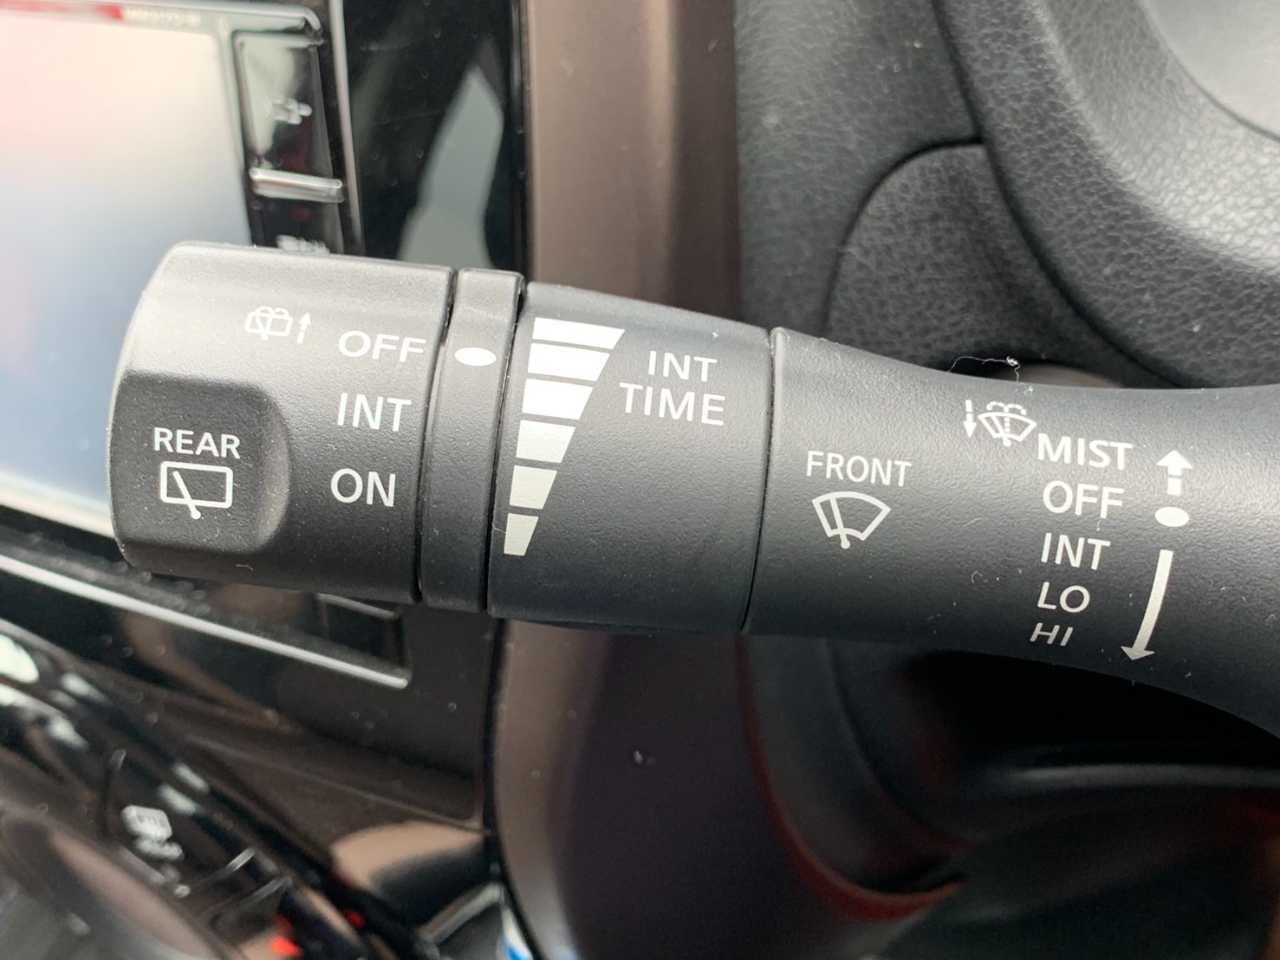 OFF
INT
ON
REAR
INT
TIME
FRONT
MIST
OFF
INT
LO
HI